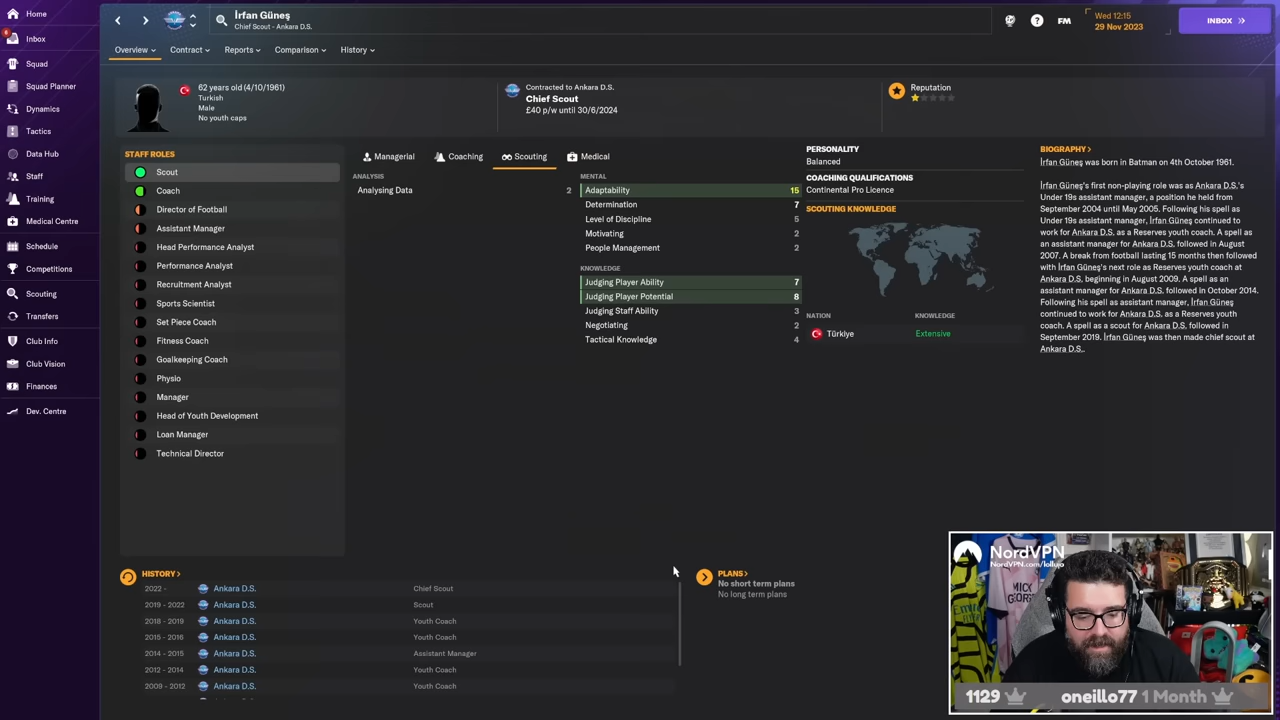 İrfan Güneş
Chief Scout - Ankara D.S.
Wed 12:15
29 Nov 2023
FM
INBOX
Home
6
Inbox
Squad
Squad Planner
Dynamics
Tactics
Data Hub
Staff
Training
Medical Centre
Schedule
Competitions
Scouting
Transfers
Club Info
Club Vision
Finances
Dev. Centre
Overview
Contract
Reports
Comparison
History
62 years old (4/10/1961)
Turkish
Male
No youth caps
Contracted to Ankara D.S.
Chief Scout
£40 p/w until 30/6/2024
Reputation
STAFF ROLES
Scout
Coach
Director of Football
Assistant Manager
Head Performance Analyst
Performance Analyst
Recruitment Analyst
Sports Scientist
Set Piece Coach
Fitness Coach
Goalkeeping Coach
Physio
Manager
Head of Youth Development
Loan Manager
Technical Director
Managerial
Coaching
Scouting
Medical
ANALYSIS
Analysing Data 2
MENTAL
Adaptability 15
Determination 7
Level of Discipline 5
Motivating 2
People Management 2
KNOWLEDGE
Judging Player Ability 7
Judging Player Potential 8
Judging Staff Ability 3
Negotiating 2
Tactical Knowledge 4
PERSONALITY
Balanced
COACHING QUALIFICATIONS
Continental Pro Licence
SCOUTING KNOWLEDGE
NATION KNOWLEDGE
Türkiye Extensive
BIOGRAPHY
İrfan Güneş was born in Batman on 4th October 1961.
İrfan Güneş's first non-playing role was as Ankara D.S.'s
Under 19s assistant manager, a position he held from
September 2004 until May 2005. Following his spell as
Under 19s assistant manager, İrfan Güneş continued to
work for Ankara D.S. as a Reserves youth coach. A spell as
an assistant manager for Ankara D.S. followed in August
2007. A break from football lasting 15 months then followed
with İrfan Güneş's next role as Reserves youth coach at
Ankara D.S. beginning in August 2009. A spell as an
assistant manager for Ankara D.S. followed in October 2014.
Following his spell as assistant manager, İrfan Güneş
continued to work for Ankara D.S. as a Reserves youth
coach. A spell as a scout for Ankara D.S. followed in
September 2019. İrfan Güneş was then made chief scout at
Ankara D.S..
HISTORY
2022 - Ankara D.S. Chief Scout
2019 - 2022 Ankara D.S. Scout
2018 - 2019 Ankara D.S. Youth Coach
2015 - 2016 Ankara D.S. Youth Coach
2014 - 2015 Ankara D.S. Assistant Manager
2012 - 2014 Ankara D.S. Youth Coach
2009 - 2012 Ankara D.S. Youth Coach
PLANS
No short term plans
No long term plans
NordVPN
NordVPN.com/lollujo
MICK
1129 oneillo77 1 Month